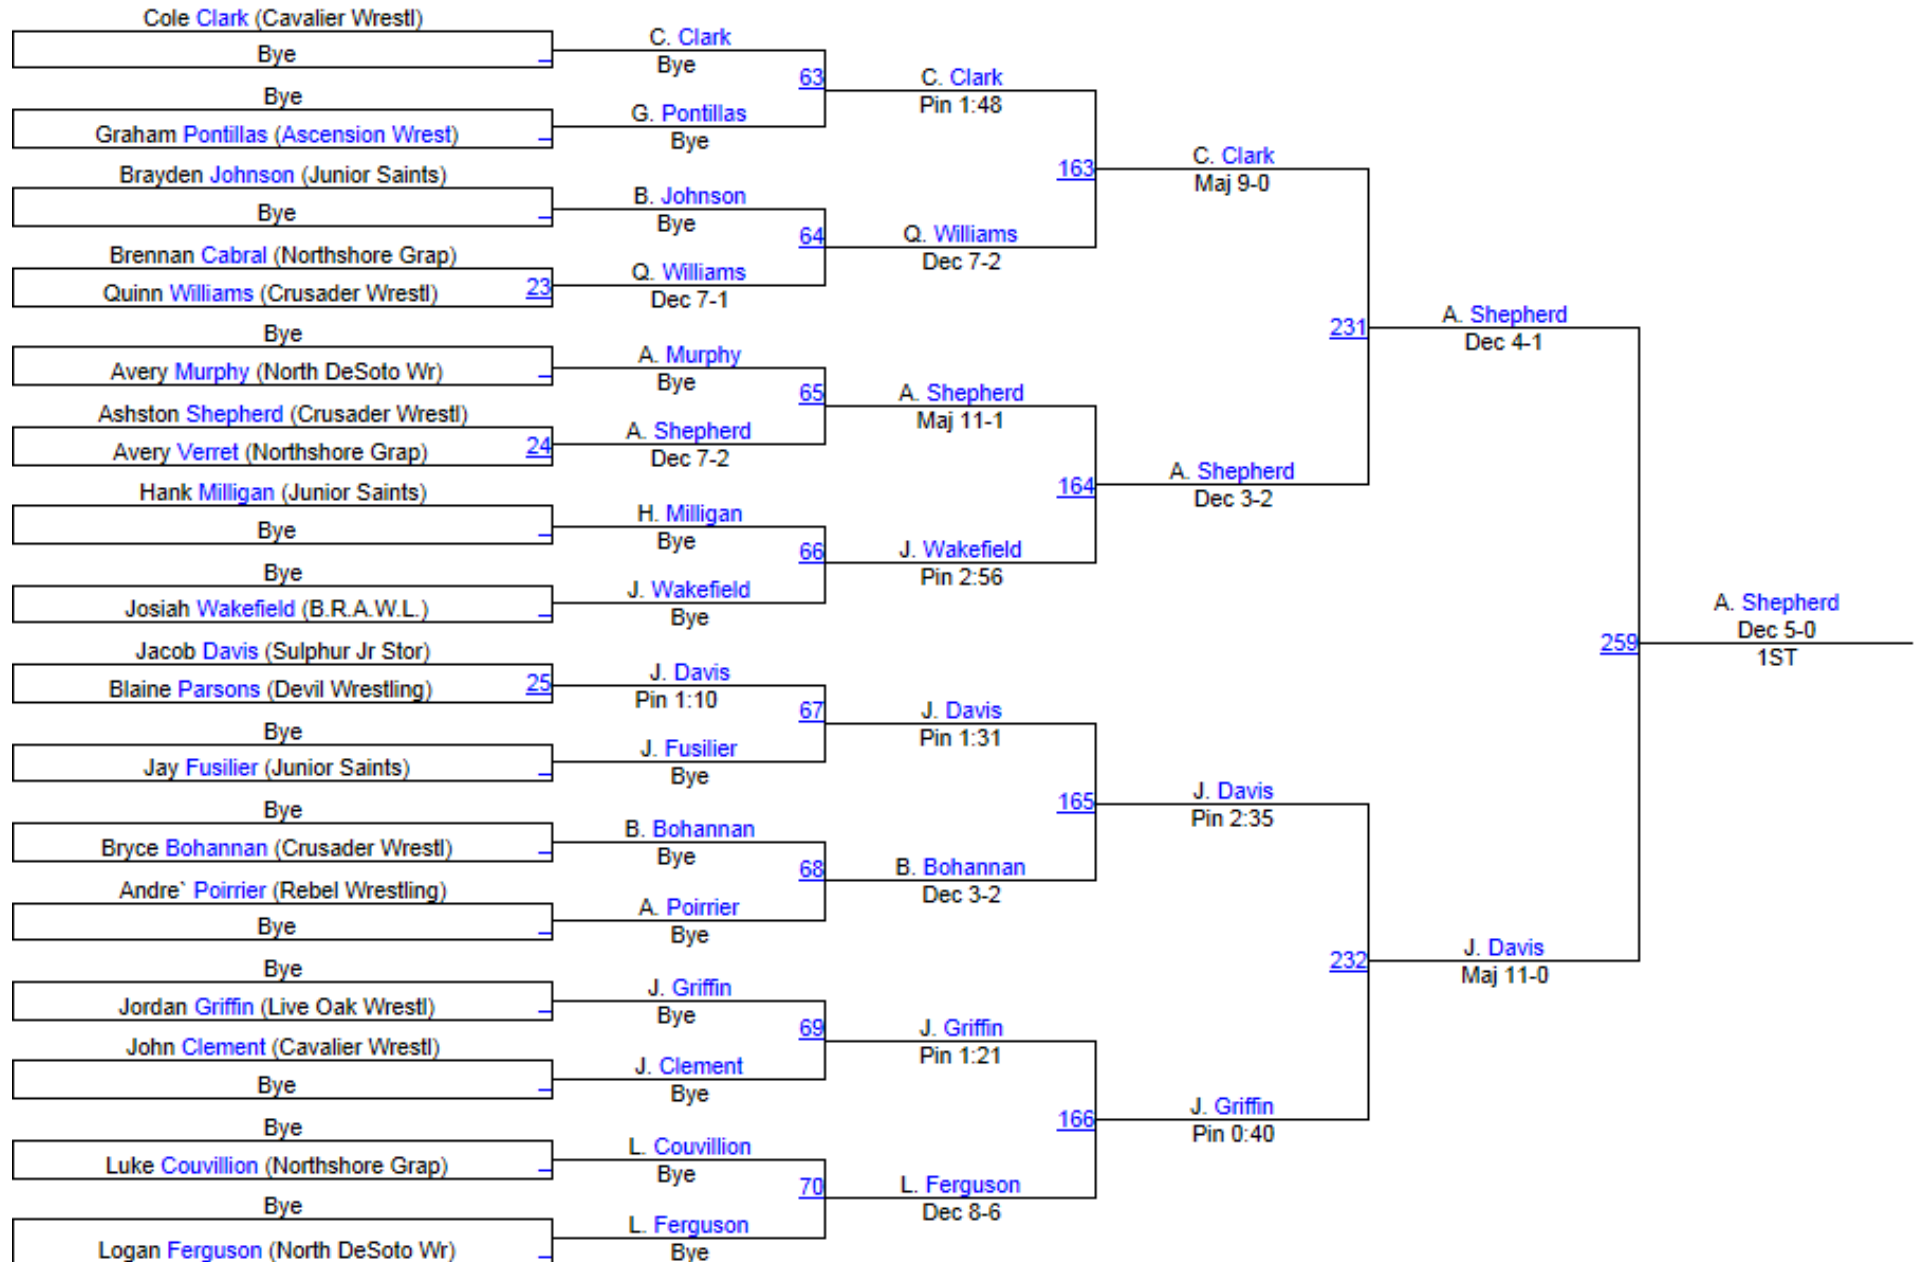 Cole Clark (Cavalier Wrestl)
Bye
Bye
Graham Pontillas (Ascension Wrest)
Brayden Johnson (Junior Saints)
Bye
Brennan Cabral (Northshore Grap)
Quinn Williams (Crusader Wrestl)
23
Bye
Avery Murphy (North DeSoto Wr)
Ashston Shepherd (Crusader Wrestl)
Avery Verret (Northshore Grap)
24
Hank Milligan (Junior Saints)
Bye
Bye
Josiah Wakefield (B.R.A.W.L.)
Jacob Davis (Sulphur Jr Stor)
Blaine Parsons (Devil Wrestling)
25
Bye
Jay Fusilier (Junior Saints)
Bye
Bryce Bohannan (Crusader Wrestl)
Andre` Poirrier (Rebel Wrestling)
Bye
Bye
Jordan Griffin (Live Oak Wrestl)
John Clement (Cavalier Wrestl)
Bye
Bye
Luke Couvillion (Northshore Grap)
Bye
Logan Ferguson (North DeSoto Wr)
C. Clark
Bye
63
G. Pontillas
Bye
B. Johnson
Bye
64
Q. Williams
Dec 7-1
A. Murphy
Bye
65
A. Shepherd
Dec 7-2
H. Milligan
Bye
66
J. Wakefield
Bye
J. Davis
Pin 1:10
67
J. Fusilier
Bye
B. Bohannan
Bye
68
A. Poirrier
Bye
J. Griffin
Bye
69
J. Clement
Bye
L. Couvillion
Bye
70
L. Ferguson
Bye
C. Clark
Pin 1:48
163
Q. Williams
Dec 7-2
A. Shepherd
Maj 11-1
164
J. Wakefield
Pin 2:56
J. Davis
Pin 1:31
165
B. Bohannan
Dec 3-2
J. Griffin
Pin 1:21
166
L. Ferguson
Dec 8-6
C. Clark
Maj 9-0
231
A. Shepherd
Dec 3-2
J. Davis
Pin 2:35
232
J. Griffin
Pin 0:40
A. Shepherd
Dec 4-1
259
J. Davis
Maj 11-0
A. Shepherd
Dec 5-0
1ST